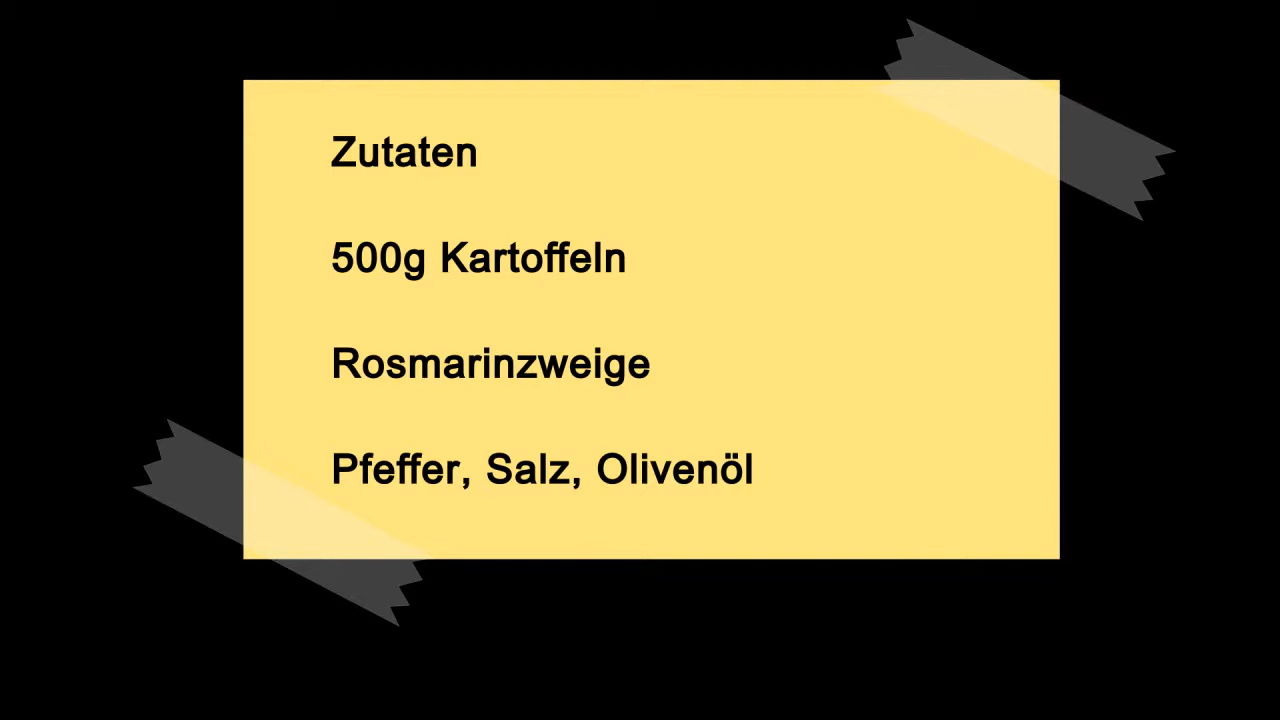 Zutaten
500g Kartoffeln
Rosmarinzweige
Pfeffer, Salz, Olivenöl